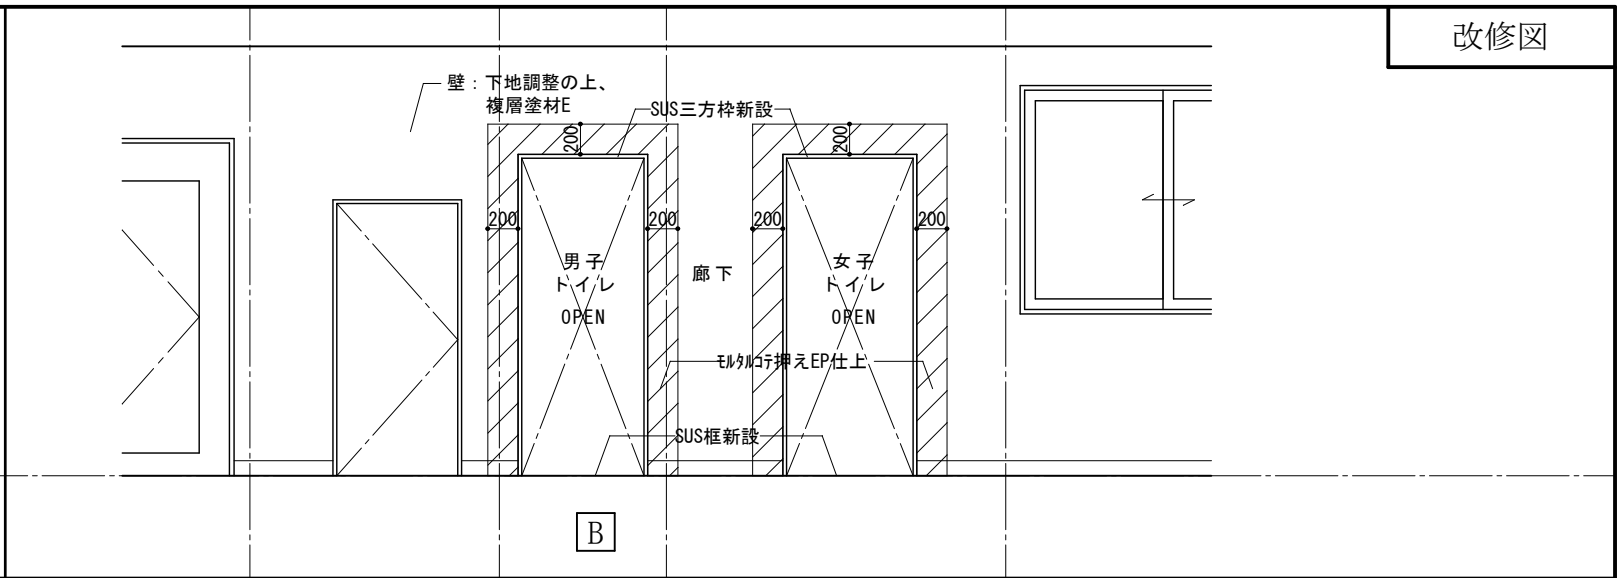 改修図
壁：下地調整の上、
複層塗材E
SUS三方枠新設
200
200
200
200
200
200
男子
トイレ
OPEN
廊下
女子
トイレ
OPEN
ﾓﾙﾀﾙｺﾃ押えEP仕上
SUS框新設
B